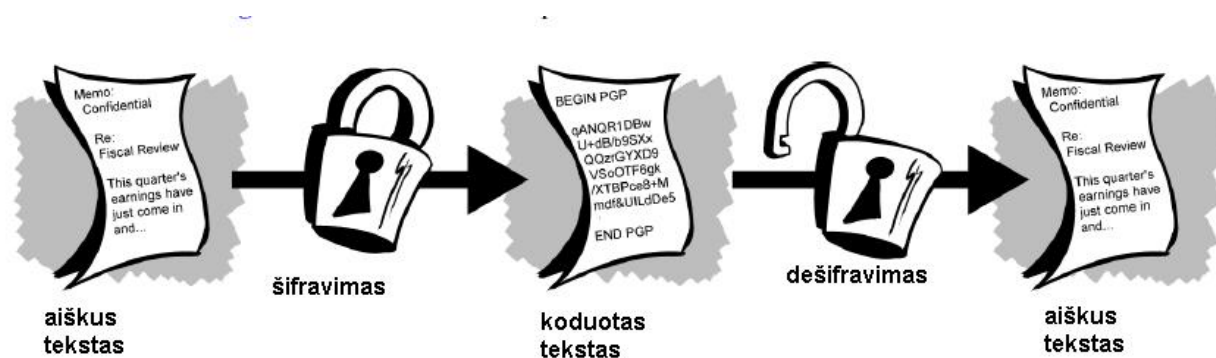 Memo:
Confidential
Re:
Fiscal Review
This quarter's
earnings have
just come in
and...
BEGIN PGP
qANQR1DBw
U+dB/b9SXx
QQzrGYXD9
VSoOTF6gk
/XTBPce8+M
mdf&UILdDe5
END PGP
Memo:
Confidential
Re:
Fiscal Review
This quarter's
earnings have
just come in
and...
šifravimas
dešifravimas
aiškus
tekstas
koduotas
tekstas
aiškus
tekstas